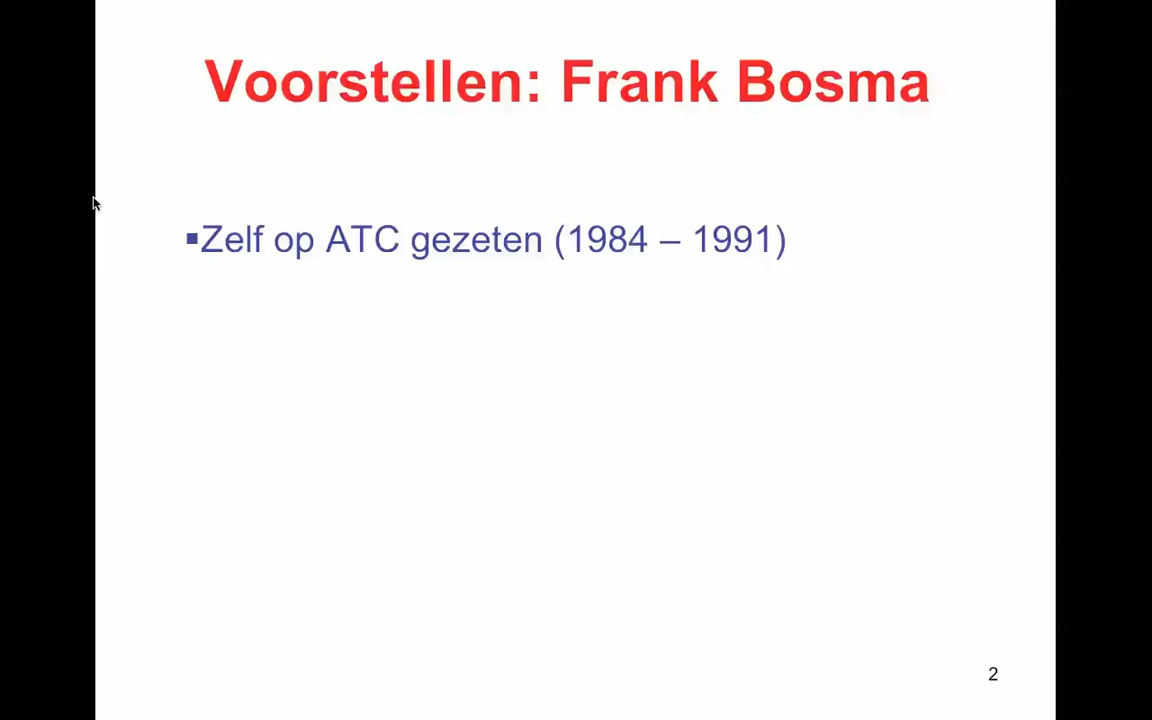 Voorstellen: Frank Bosma
▪Zelf op ATC gezeten (1984 – 1991)
2